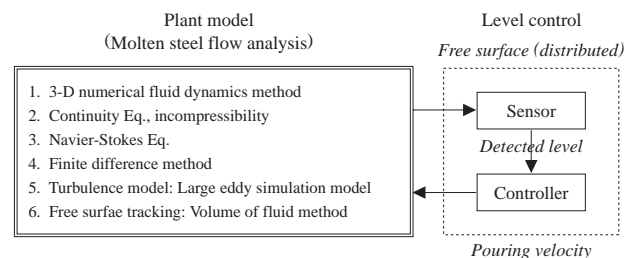 Plant model
(Molten steel flow analysis)
1. 3-D numerical fluid dynamics method
2. Continuity Eq., incompressibility
3. Navier-Stokes Eq.
4. Finite difference method
5. Turbulence model: Large eddy simulation model
6. Free surfae tracking: Volume of fluid method
Level control
Free surface (distributed)
Sensor
Detected level
Controller
Pouring velocity